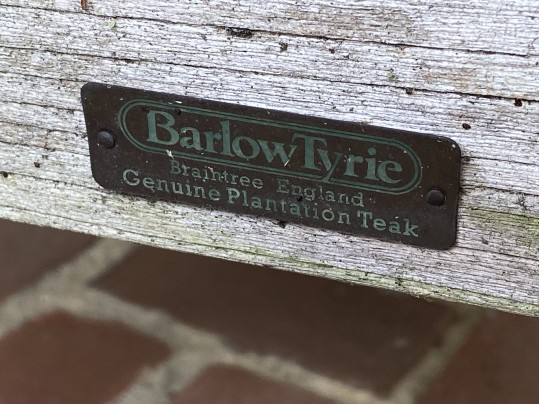 BarlowTyrie
Braintree England
Genuine Plantation Teak